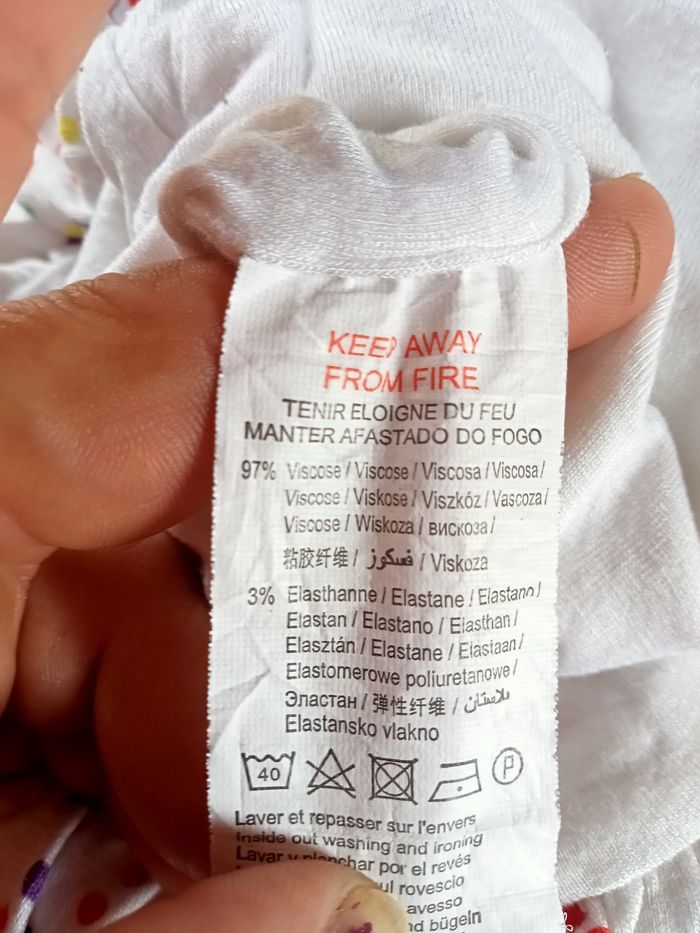 KEEP AWAY
FROM FIRE
TENIR ELOIGNE DU FEU
MANTER AFASTADO DO FOGO
97% Viscose / Viscose / Viscosa / Viscosa /
Viscose / Viskose / Viszkóz / Vascoza /
Viscose / Wiskoza / вискоза /
粘胶纤维 / فسكوز / Viskoza
3% Elasthanne / Elastane / Elastano /
Elastan / Elastano / Elasthan /
Elasztán / Elastane / Elastaan /
Elastomerowe poliuretanowe /
Эластан / 弹性纤维 / يلاستان
Elastansko vlakno
40 P
Laver et repasser sur l'envers
Inside out washing and ironing
Lavar y planchar por el revés
rovescio
avesso
bügeln